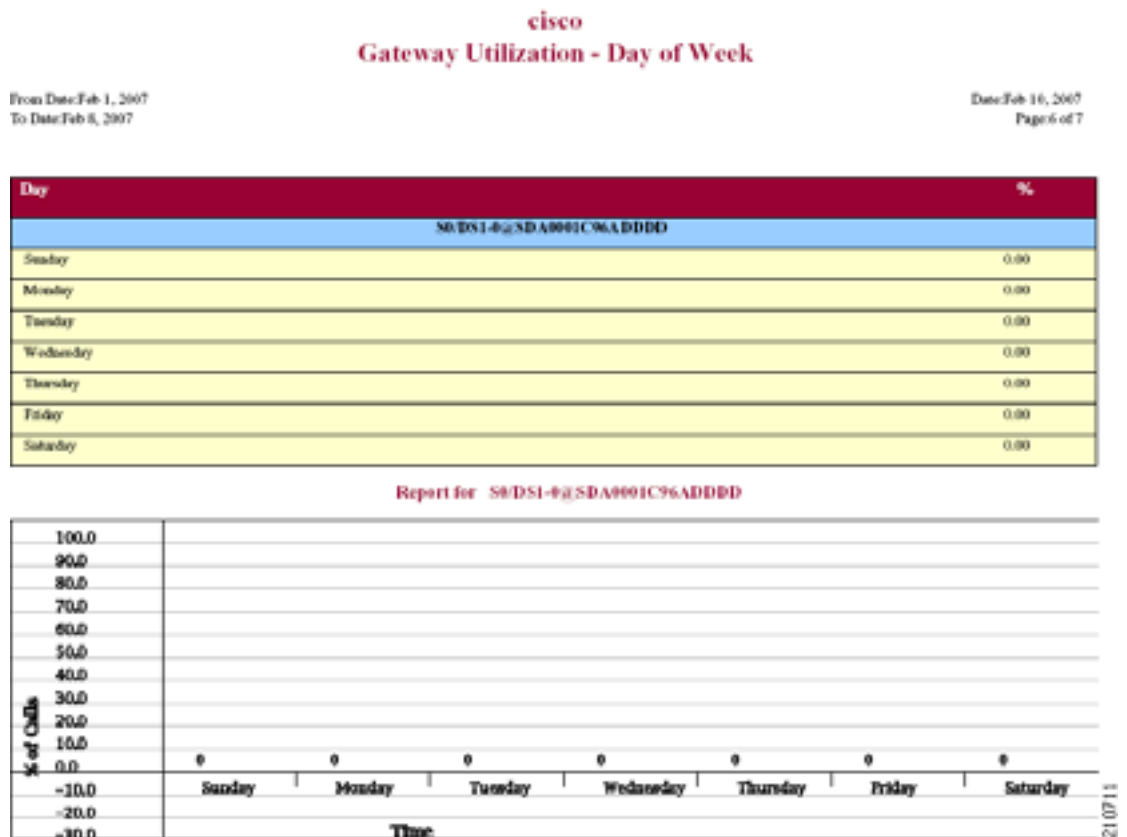 cisco
Gateway Utilization - Day of Week
From Date:Feb 1, 2007
Date:Feb 10, 2007
To Date:Feb 8, 2007
Page:6 of 7
Day %
S0/DS1-0@SDA0001C96ADDDD
Sunday 0.00
Monday 0.00
Tuesday 0.00
Wednesday 0.00
Thursday 0.00
Friday 0.00
Saturday 0.00
Report for S0/DS1-0@SDA0001C96ADDDD
100.0
90.0
80.0
70.0
60.0
50.0
40.0
30.0
20.0
10.0
0.0
-10.0
-20.0
-30.0
% of Calls
0 0 0 0 0 0 0
Sunday Monday Tuesday Wednesday Thursday Friday Saturday
Time
210711